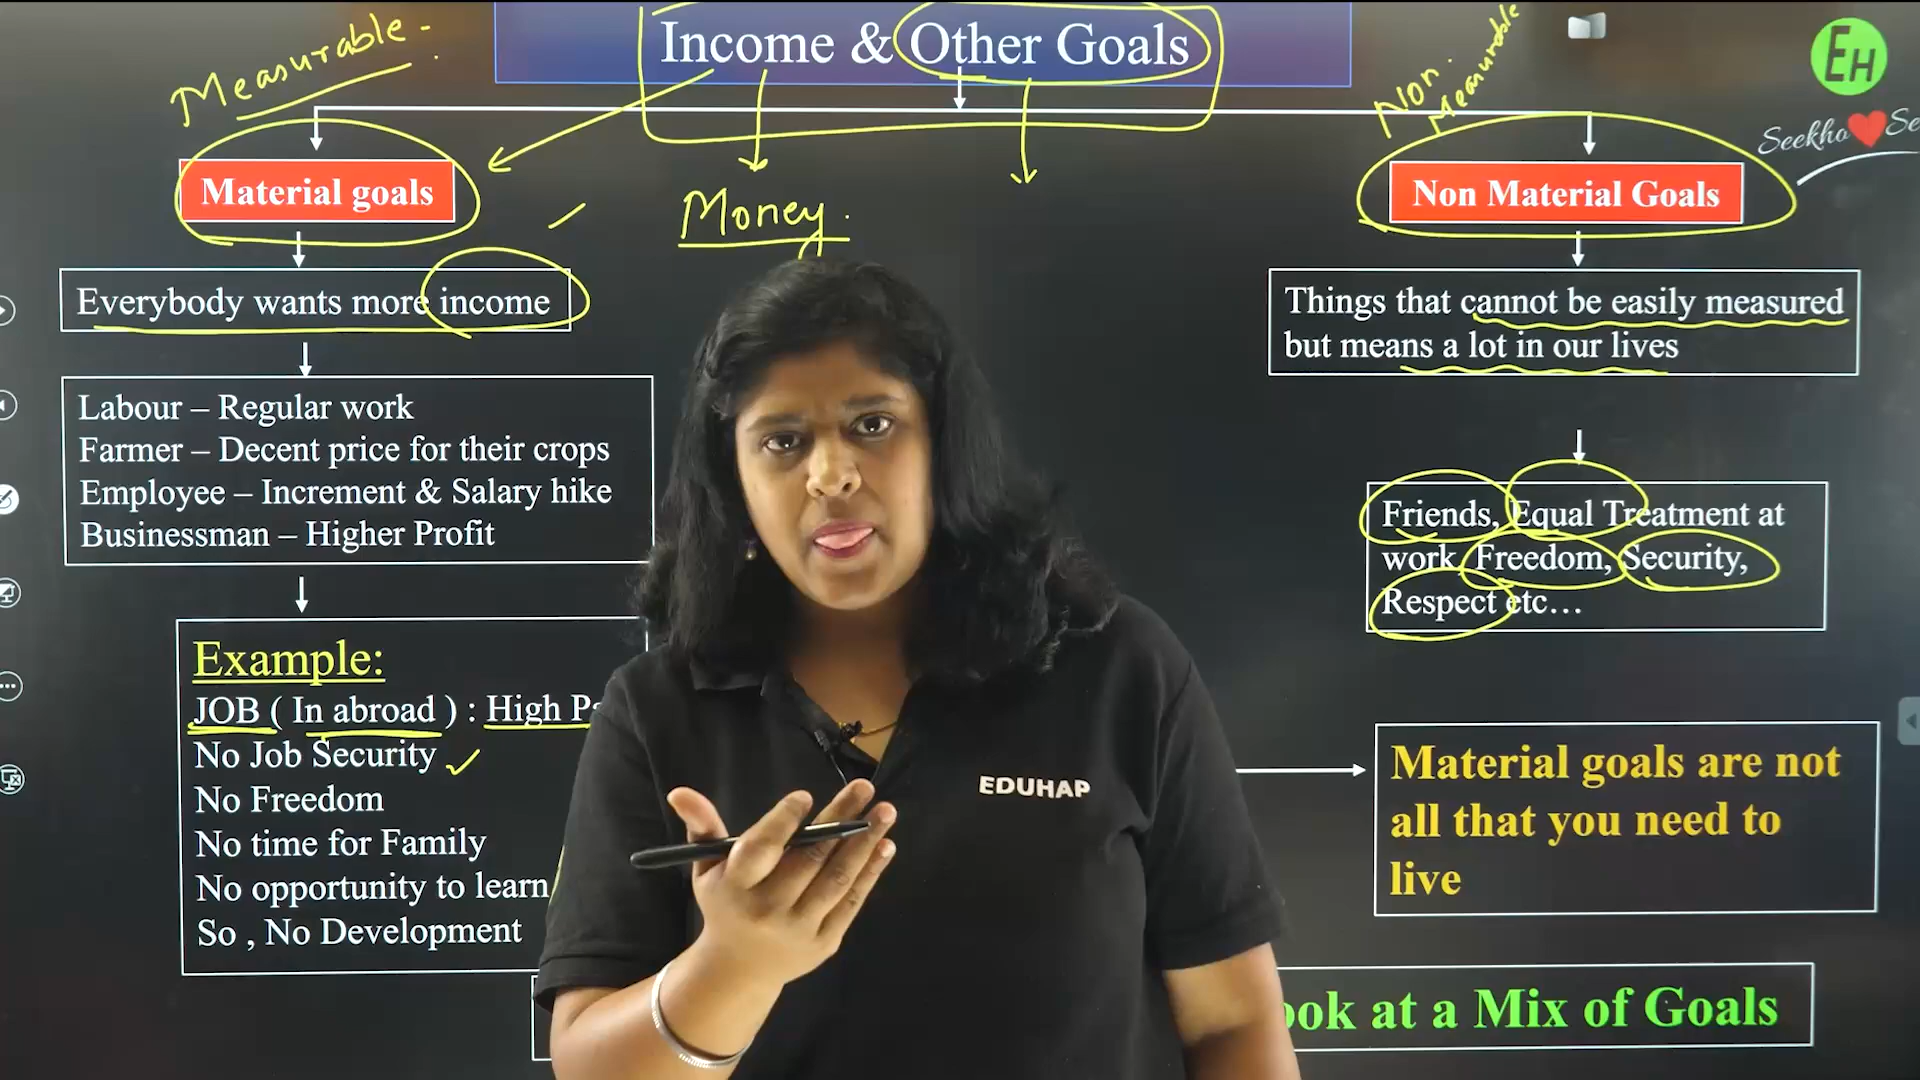 Income & Other Goals
Measurable -
Non.
Measurable
EH
Seekho ❤ Se
Material goals
Money.
Non Material Goals
Everybody wants more income
Things that cannot be easily measured
but means a lot in our lives
Labour – Regular work
Farmer – Decent price for their crops
Employee – Increment & Salary hike
Businessman – Higher Profit
Friends, Equal Treatment at
work, Freedom, Security,
Respect etc...
Example:
JOB ( In abroad ) : High
No Job Security ✓
No Freedom
No time for Family
No opportunity to learn
So , No Development
EDUHAP
Material goals are not
all that you need to
live
ook at a Mix of Goals